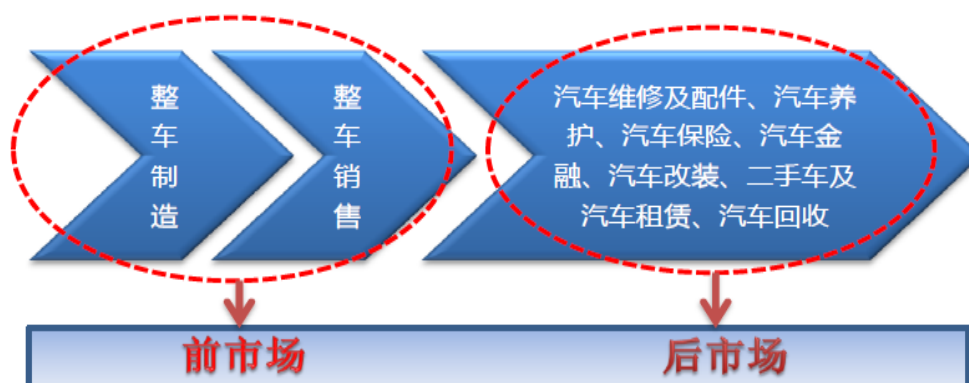 整车制造
整车销售
汽车维修及配件、汽车养
护、汽车保险、汽车金
融、汽车改装、二手车及
汽车租赁、汽车回收
前市场
后市场